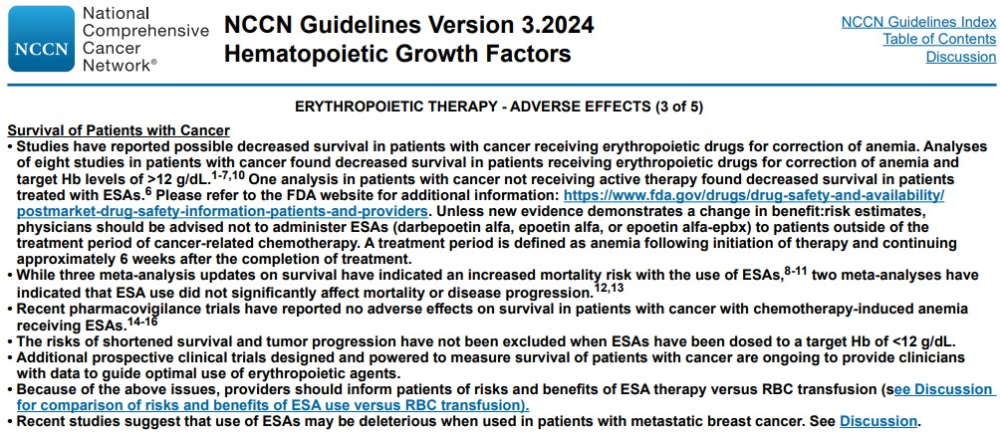 NCCN
National
Comprehensive
Cancer
Network®
NCCN Guidelines Version 3.2024
Hematopoietic Growth Factors
NCCN Guidelines Index
Table of Contents
Discussion
ERYTHROPOIETIC THERAPY - ADVERSE EFFECTS (3 of 5)
Survival of Patients with Cancer
• Studies have reported possible decreased survival in patients with cancer receiving erythropoietic drugs for correction of anemia. Analyses
of eight studies in patients with cancer found decreased survival in patients receiving erythropoietic drugs for correction of anemia and
target Hb levels of >12 g/dL.1-7,10 One analysis in patients with cancer not receiving active therapy found decreased survival in patients
treated with ESAs.6 Please refer to the FDA website for additional information: https://www.fda.gov/drugs/drug-safety-and-availability/
postmarket-drug-safety-information-patients-and-providers. Unless new evidence demonstrates a change in benefit:risk estimates,
physicians should be advised not to administer ESAs (darbepoetin alfa, epoetin alfa, or epoetin alfa-epbx) to patients outside of the
treatment period of cancer-related chemotherapy. A treatment period is defined as anemia following initiation of therapy and continuing
approximately 6 weeks after the completion of treatment.
• While three meta-analysis updates on survival have indicated an increased mortality risk with the use of ESAs,8-11 two meta-analyses have
indicated that ESA use did not significantly affect mortality or disease progression.12,13
• Recent pharmacovigilance trials have reported no adverse effects on survival in patients with cancer with chemotherapy-induced anemia
receiving ESAs.14-16
• The risks of shortened survival and tumor progression have not been excluded when ESAs have been dosed to a target Hb of <12 g/dL.
• Additional prospective clinical trials designed and powered to measure survival of patients with cancer are ongoing to provide clinicians
with data to guide optimal use of erythropoietic agents.
• Because of the above issues, providers should inform patients of risks and benefits of ESA therapy versus RBC transfusion (see Discussion
for comparison of risks and benefits of ESA use versus RBC transfusion).
• Recent studies suggest that use of ESAs may be deleterious when used in patients with metastatic breast cancer. See Discussion.